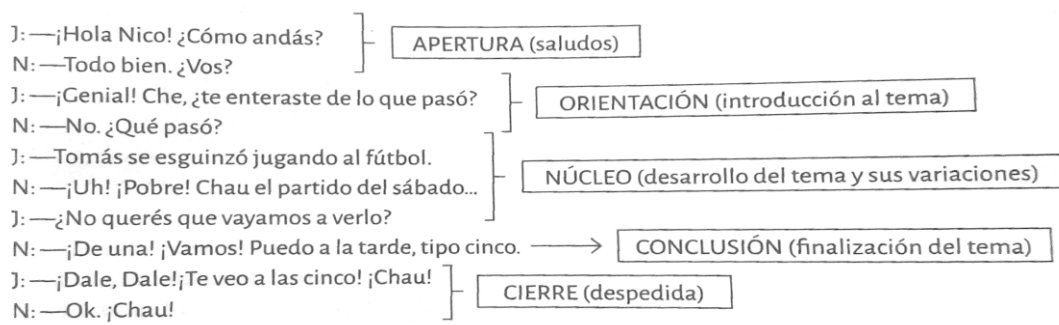 J:—¡Hola Nico! ¿Cómo andás?
N:—Todo bien. ¿Vos?
APERTURA (saludos)
J:—¡Genial! Che, ¿te enteraste de lo que pasó?
N:—No. ¿Qué pasó?
ORIENTACIÓN (introducción al tema)
J:—Tomás se esguinzó jugando al fútbol.
N:—¡Uh! ¡Pobre! Chau el partido del sábado...
J:—¿No querés que vayamos a verlo?
NÚCLEO (desarrollo del tema y sus variaciones)
N:—¡De una! ¡Vamos! Puedo a la tarde, tipo cinco.
CONCLUSIÓN (finalización del tema)
J:—¡Dale, Dale!¡Te veo a las cinco! ¡Chau!
N:—Ok. ¡Chau!
CIERRE (despedida)